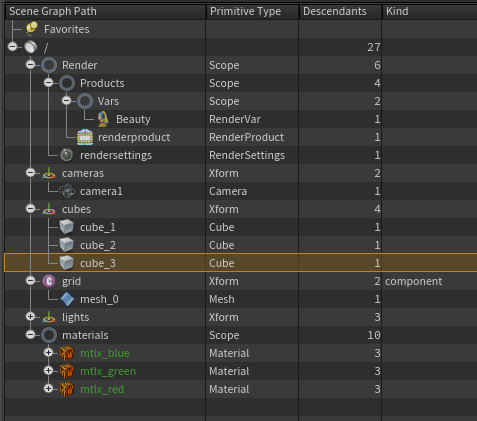 Scene Graph Path Primitive Type Descendants Kind
Favorites
/ 27
Render Scope 6
Products Scope 4
Vars Scope 2
Beauty RenderVar 1
renderproduct RenderProduct 1
rendersettings RenderSettings 1
cameras Xform 2
camera1 Camera 1
cubes Xform 4
cube_1 Cube 1
cube_2 Cube 1
cube_3 Cube 1
grid Xform 2 component
mesh_0 Mesh 1
lights Xform 3
materials Scope 10
mtlx_blue Material 3
mtlx_green Material 3
mtlx_red Material 3